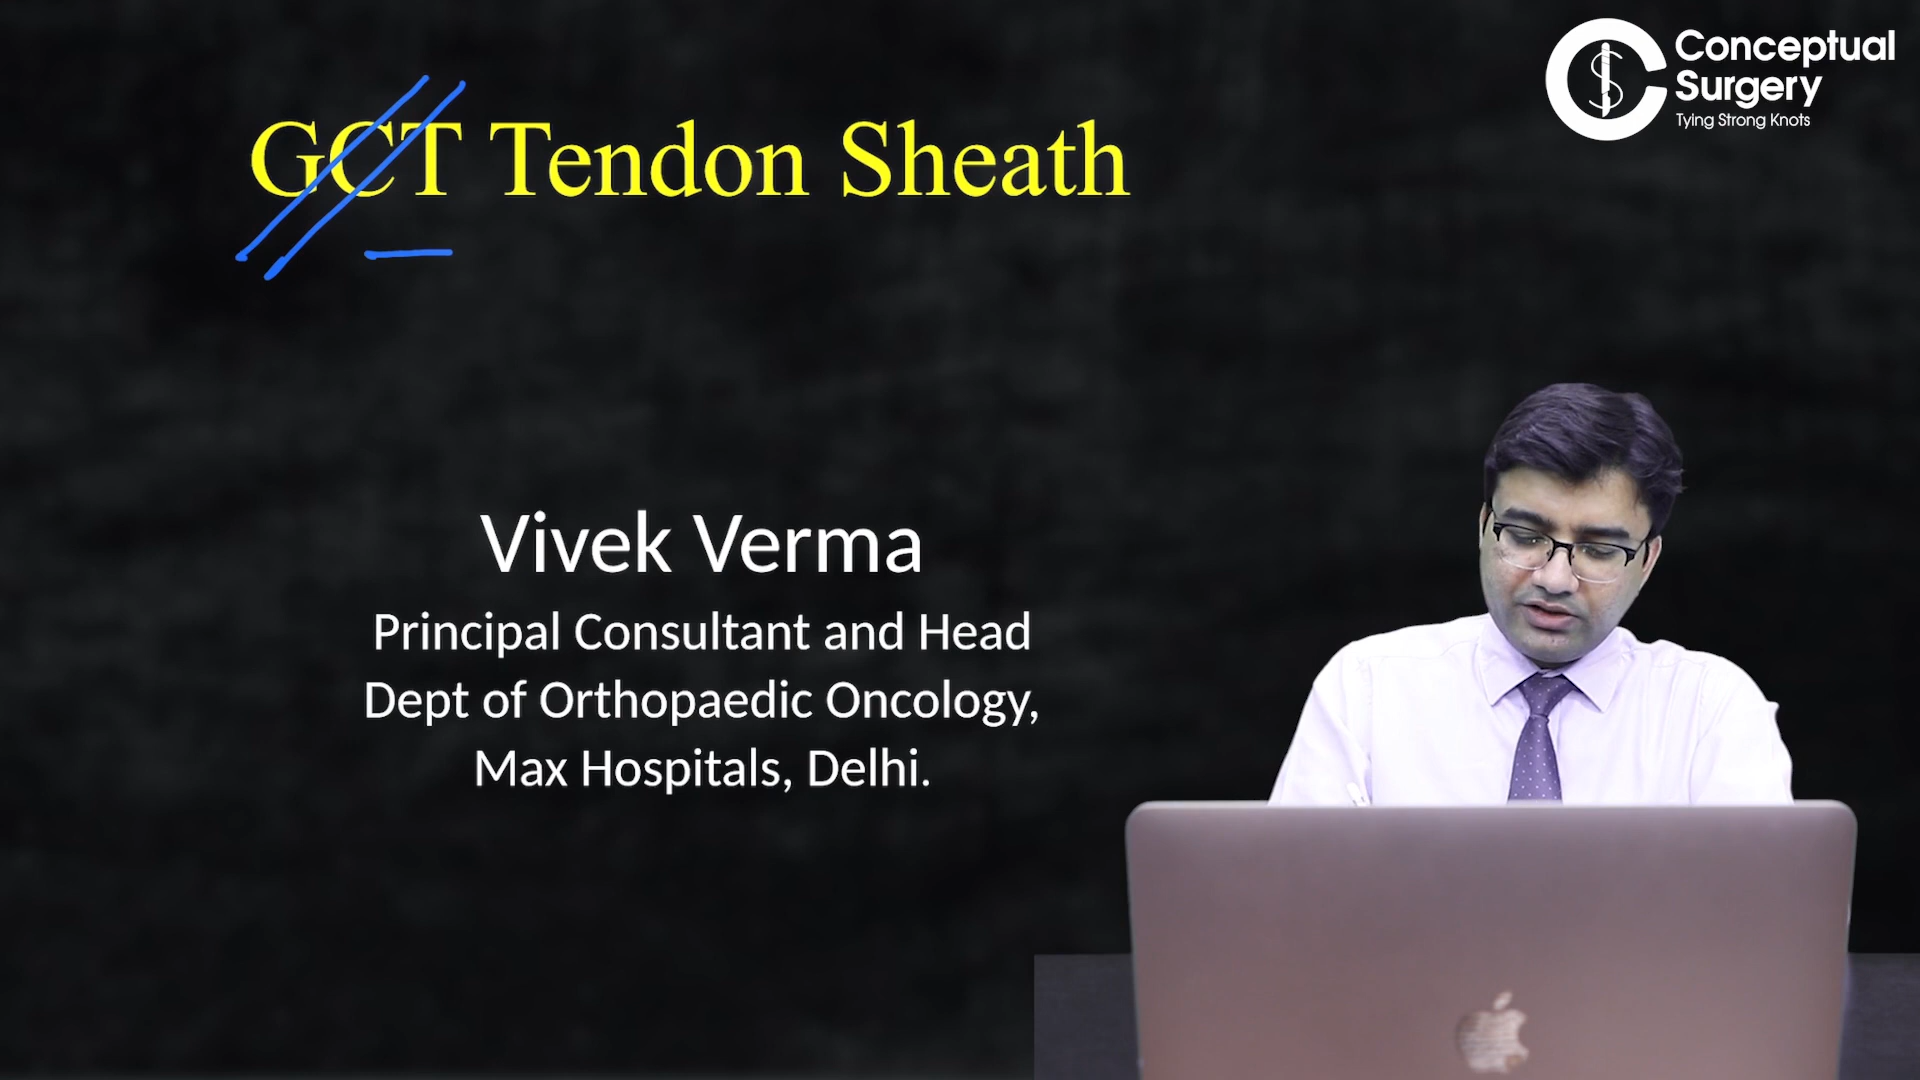 Conceptual
Surgery
Tying Strong Knots
GCT Tendon Sheath
Vivek Verma
Principal Consultant and Head
Dept of Orthopaedic Oncology,
Max Hospitals, Delhi.